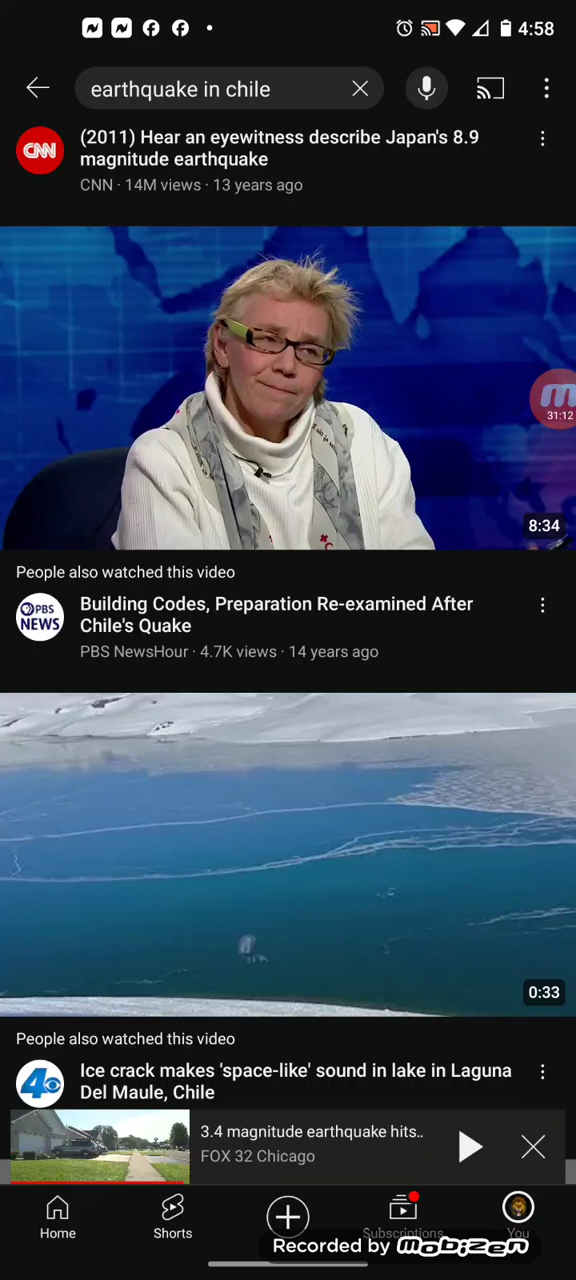 4:58
earthquake in chile
CNN
(2011) Hear an eyewitness describe Japan's 8.9
magnitude earthquake
CNN · 14M views · 13 years ago
31:12
8:34
People also watched this video
PBS
NEWS
Building Codes, Preparation Re-examined After
Chile's Quake
PBS NewsHour · 4.7K views · 14 years ago
0:33
People also watched this video
4
Ice crack makes 'space-like' sound in lake in Laguna
Del Maule, Chile
3.4 magnitude earthquake hits..
FOX 32 Chicago
Home
Shorts
Subscriptions
You
Recorded by mobizen